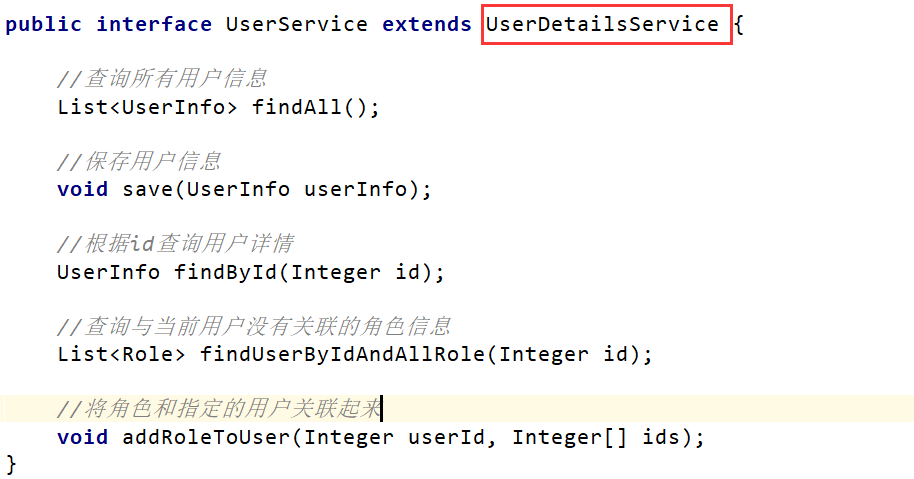 public interface UserService extends UserDetailsService {
//查询所有用户信息
List<UserInfo> findAll();
//保存用户信息
void save(UserInfo userInfo);
//根据id查询用户详情
UserInfo findById(Integer id);
//查询与当前用户没有关联的角色信息
List<Role> findUserByIdAndAllRole(Integer id);
//将角色和指定的用户关联起来
void addRoleToUser(Integer userId, Integer[] ids);
}